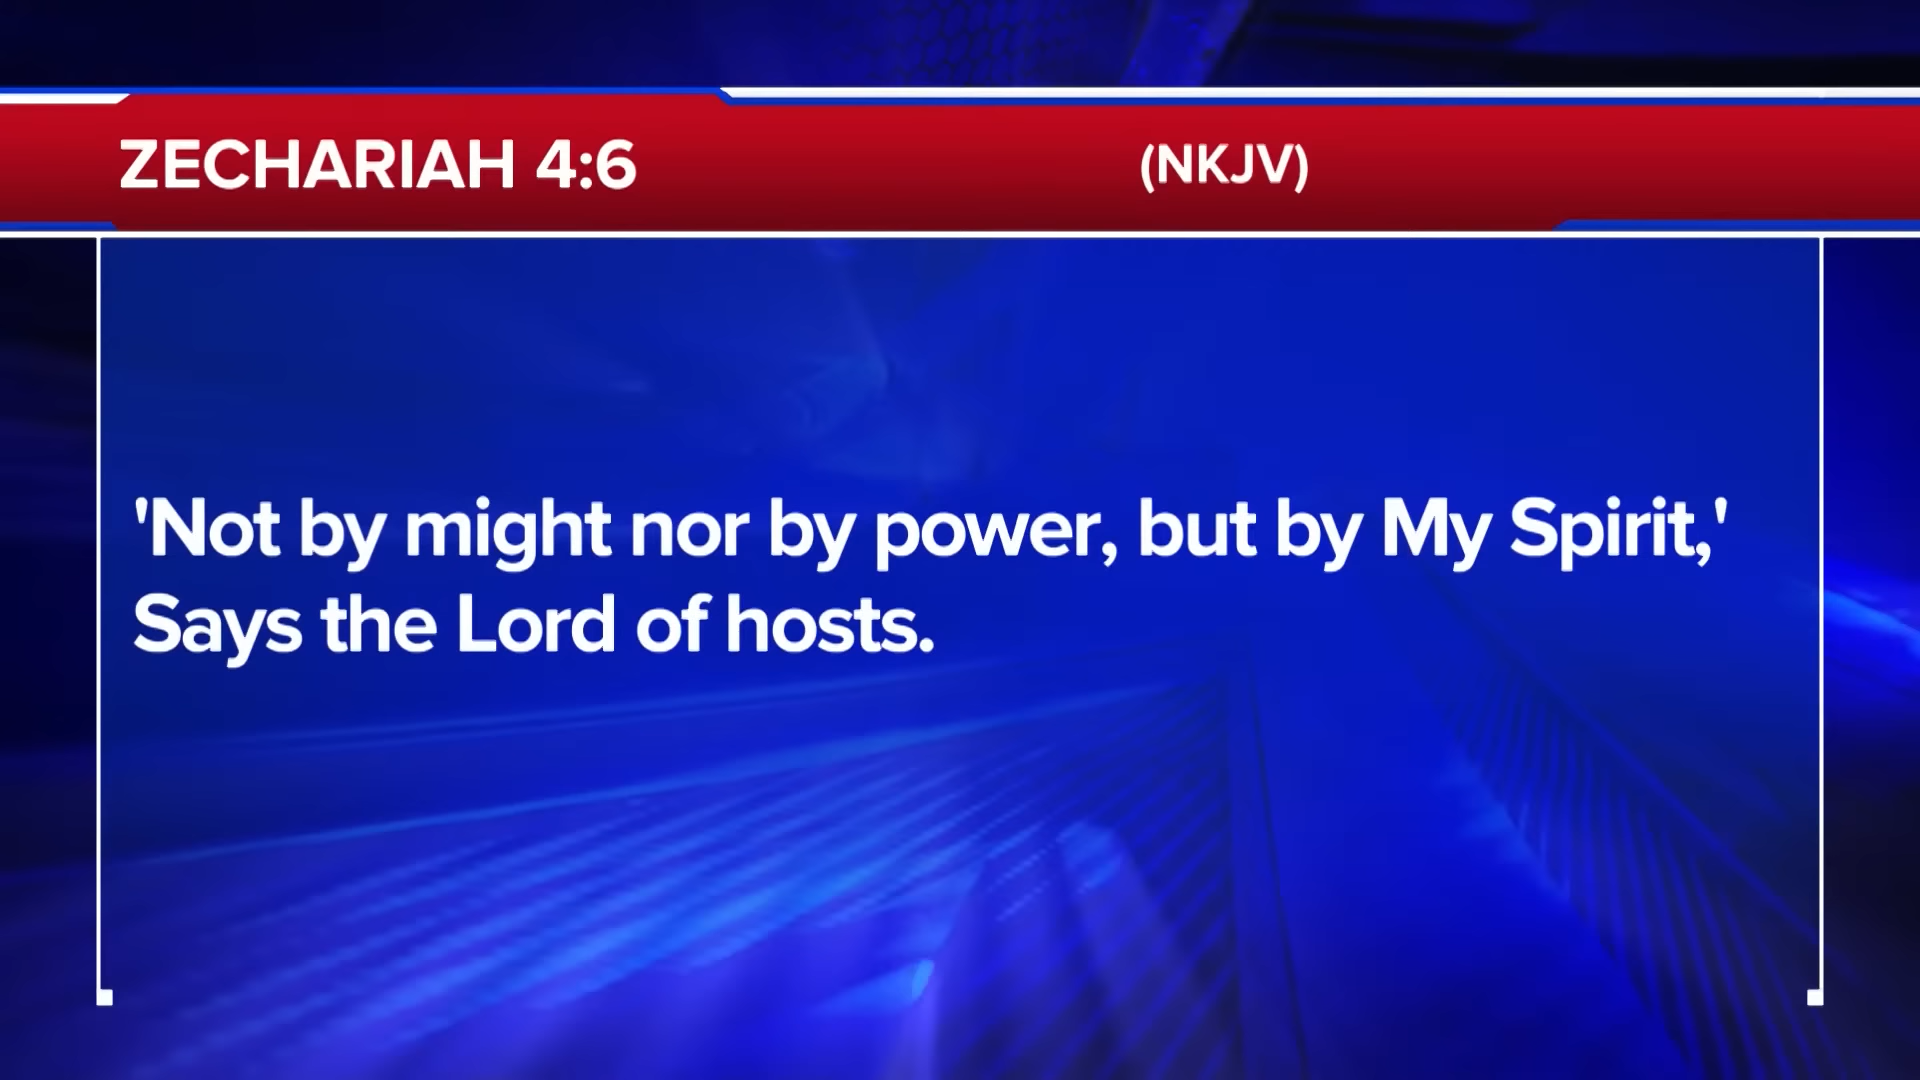 ZECHARIAH 4:6 (NKJV)
'Not by might nor by power, but by My Spirit,'
Says the Lord of hosts.